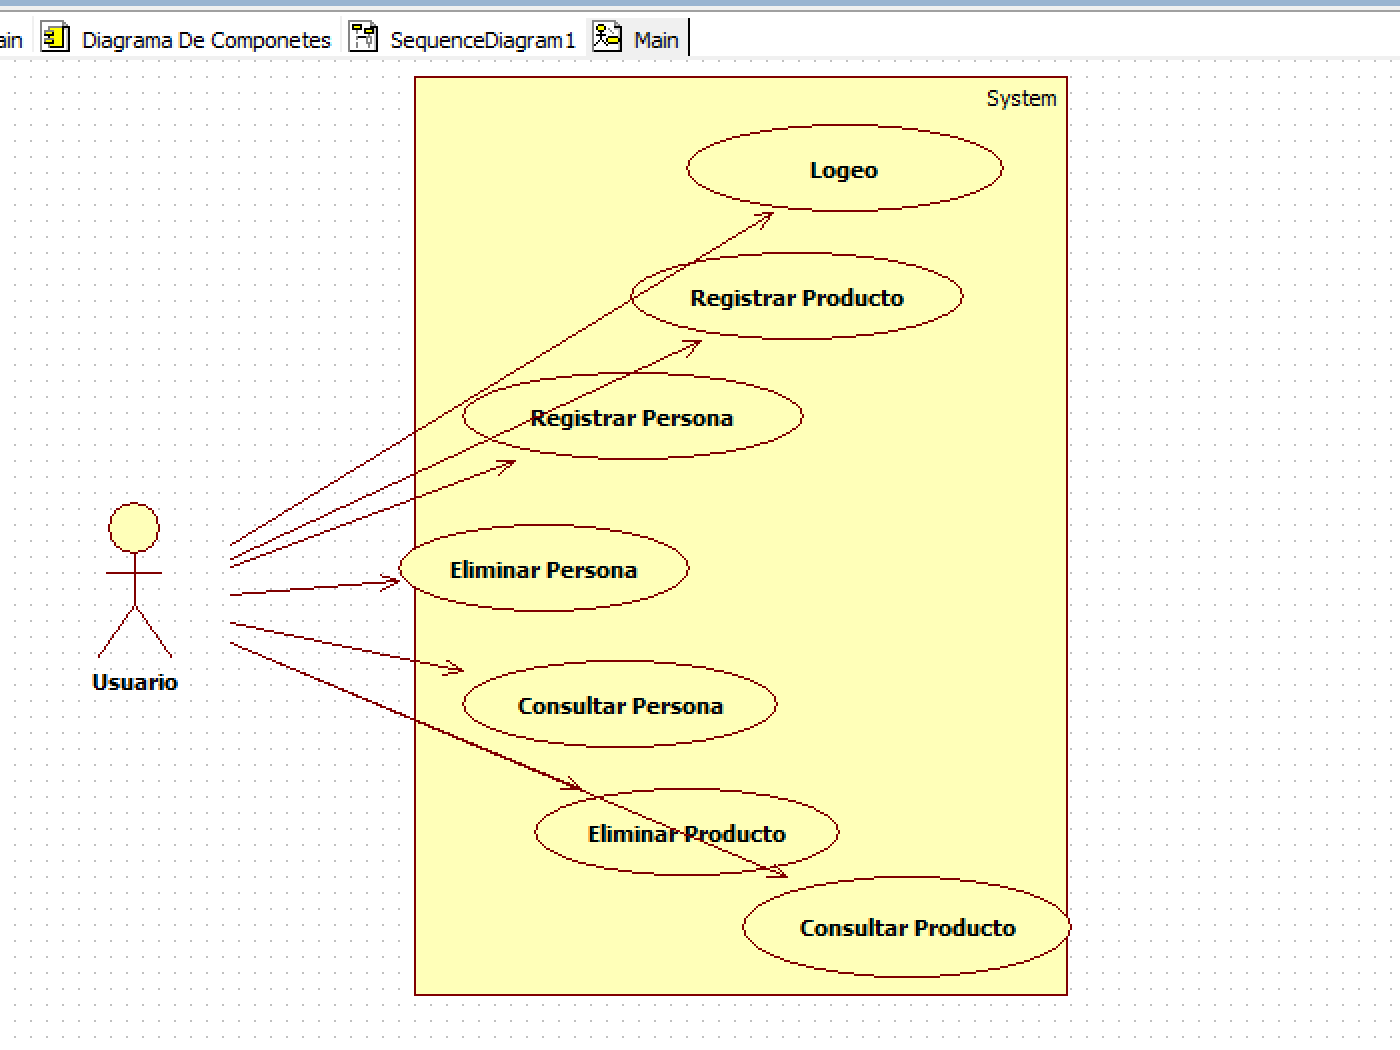 ain Diagrama De Componetes SequenceDiagram1 Main
System
Logeo
Registrar Producto
Registrar Persona
Eliminar Persona
Usuario
Consultar Persona
Eliminar Producto
Consultar Producto